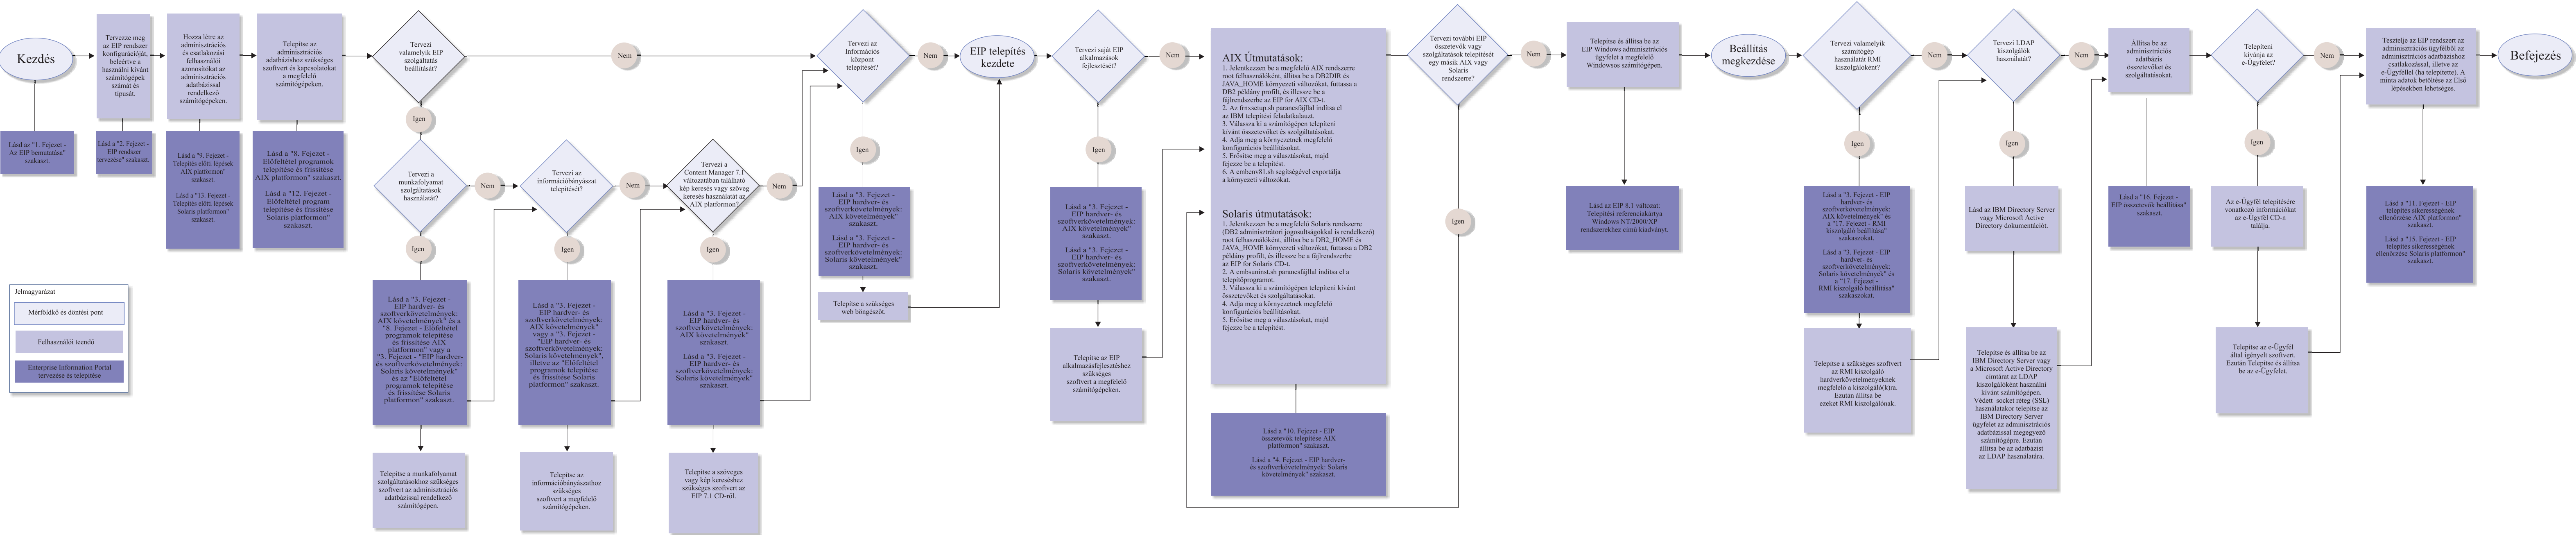 Kezdés
Lásd az "1. Fejezet -
Az EIP bemutatása"
szakaszt.
Tervezze meg
az EIP rendszer
konfigurációját,
beleértve a
használni kívánt
számítógépek
számát és
típusát.
Lásd a "2. Fejezet -
EIP rendszer
tervezése" szakaszt.
Hozza létre az
adminisztrációs
és csatlakozási
felhasználói
azonosítókat az
adminisztrációs
adatbázissal
rendelkező
számítógépeken.
Lásd a "9. Fejezet -
Telepítés előtti lépések
AIX platformon"
szakaszt.
Lásd a "13. Fejezet -
Telepítés előtti lépések
Solaris platformon"
szakaszt.
Telepítse az
adminisztrációs
adatbázishoz szükséges
szoftvert és kapcsolatokat
a megfelelő
számítógépeken.
Lásd a "8. Fejezet -
Előfeltétel programok
telepítése és frissítése
AIX platformon" szakaszt.
Lásd a "12. Fejezet -
Előfeltétel program
telepítése és frissítése
Solaris platformon"
szakaszt.
Jelmagyarázat
Mérföldkő és döntési pont
Felhasználói teendő
Enterprise Information Portal
tervezése és telepítése
Tervezi
valamelyik EIP
szolgáltatás
beállítását?
Nem
Igen
Tervezi a
munkafolyamat
szolgáltatások
használatát?
Nem
Igen
Lásd a "3. Fejezet -
EIP hardver- és
szoftverkövetelmények:
AIX követelmények" és a
"8. Fejezet - Előfeltétel
programok telepítése
és frissítése AIX
platformon" vagy a
"3. Fejezet - "EIP hardver-
és szoftverkövetelmények:
Solaris követelmények"
és az "Előfeltétel
programok telepítése
és frissítése Solaris
platformon" szakaszt.
Telepítse a munkafolyamat
szolgáltatásokhoz szükséges
szoftvert az adminisztrációs
adatbázissal rendelkező
számítógépen.
Tervezi az
információbányászat
telepítését?
Nem
Igen
Lásd a "3. Fejezet -
EIP hardver- és
szoftverkövetelmények:
AIX követelmények"
vagy a "3. Fejezet -
"EIP hardver- és
szoftverkövetelmények:
Solaris követelmények",
illetve az "Előfeltétel
programok telepítése
és frissítése Solaris
platformon" szakaszt.
Telepítse az
információbányászathoz
szükséges
szoftvert a megfelelő
számítógépeken.
Tervezi a
Content Manager 7.1
változatában található
kép keresés vagy szöveg
keresés használatát az
AIX platformon?
Nem
Igen
Lásd a "3. Fejezet -
EIP hardver- és
szoftverkövetelmények:
AIX követelmények"
szakaszt.
Lásd a "3. Fejezet -
EIP hardver- és
szoftverkövetelmények:
Solaris követelmények"
szakaszt.
Telepítse a szöveges
vagy kép kereséshez
szükséges szoftvert az
EIP 7.1 CD-ről.
Tervezi az
Információs
központ
telepítését?
Nem
Igen
Lásd a "3. Fejezet -
EIP hardver- és
szoftverkövetelmények:
AIX követelmények"
szakaszt.
Lásd a "3. Fejezet -
EIP hardver- és
szoftverkövetelmények:
Solaris követelmények"
szakaszt.
Telepítse a szükséges
web böngészőt.
EIP telepítés
kezdete
Tervezi saját EIP
alkalmazások
fejlesztését?
Nem
Igen
Lásd a "3. Fejezet -
EIP hardver- és
szoftverkövetelmények:
AIX követelmények"
szakaszt.
Lásd a "3. Fejezet -
EIP hardver- és
szoftverkövetelmények:
Solaris követelmények"
szakaszt.
Telepítse az EIP
alkalmazásfejlesztéshez
szükséges
szoftvert a megfelelő
számítógépeken.
AIX Útmutatások:
1. Jelentkezzen be a megfelelő AIX rendszerre
root felhasználóként, állítsa be a DB2DIR és
JAVA_HOME környezeti változókat, futtassa a
DB2 példány profilt, és illessze be a
fájlrendszerbe az EIP for AIX CD-t.
2. Az frnxsetup.sh parancsfájllal indítsa el
az IBM telepítési feladatkalauzt.
3. Válassza ki a számítógépen telepíteni
kívánt összetevőket és szolgáltatásokat.
4. Adja meg a környezetnek megfelelő
konfigurációs beállításokat.
5. Erősítse meg a választásokat, majd
fejezze be a telepítést.
6. A cmbenv81.sh segítségével exportálja
a környezeti változókat.
Solaris útmutatások:
1. Jelentkezzen be a megfelelő Solaris rendszerre
(DB2 adminisztrátori jogosultságokkal is rendelkező)
root felhasználóként, állítsa be a DB2_HOME és
JAVA_HOME környezeti változókat, futtassa a DB2
példány profilt, és illessze be a fájlrendszerbe
az EIP for Solaris CD-t.
2. A cmbsuninst.sh parancsfájllal indítsa el a
telepítőprogramot.
3. Válassza ki a számítógépen telepíteni kívánt
összetevőket és szolgáltatásokat.
4. Adja meg a környezetnek megfelelő
konfigurációs beállításokat.
5. Erősítse meg a választásokat, majd
fejezze be a telepítést.
Lásd a "10. Fejezet - EIP
összetevők telepítése AIX
platformon" szakaszt.
Lásd a "4. Fejezet - EIP hardver-
és szoftverkövetelmények: Solaris
követelmények" szakaszt.
Tervezi további EIP
összetevők vagy
szolgáltatások telepítését
egy másik AIX vagy
Solaris
rendszerre?
Nem
Igen
Telepítse és állítsa be az
EIP Windows adminisztrációs
ügyfelet a megfelelő
Windowsos számítógépen.
Lásd az EIP 8.1 változat:
Telepítési referenciakártya
Windows NT/2000/XP
rendszerekhez című kiadványt.
Beállítás
megkezdése
Tervezi valamelyik
számítógép
használatát RMI
kiszolgálóként?
Nem
Igen
Lásd a "3. Fejezet - EIP
hardver- és
szoftverkövetelmények:
AIX követelmények" és
a "17. Fejezet - RMI
kiszolgáló beállítása"
szakaszokat.
Lásd a "3. Fejezet - EIP
hardver- és
szoftverkövetelmények:
Solaris követelmények" és
a "17. Fejezet -
RMI kiszolgáló beállítása"
szakaszokat.
Telepítse a szükséges szoftvert
az RMI kiszolgáló
hardverkövetelményeknek
megfelelő a kiszolgáló(k)ra.
Ezután állítsa be
ezeket RMI kiszolgálónak.
Tervezi LDAP
kiszolgálók
használatát?
Nem
Igen
Lásd az IBM Directory Server
vagy Microsoft Active
Directory dokumentációt.
Telepítse és állítsa be az
IBM Directory Server vagy
a Microsoft Active Directory
címtárat az LDAP
kiszolgálóként használni
kívánt számítógépen.
Védett socket réteg (SSL)
használatakor telepítse az
IBM Directory Server
ügyfelet az adminisztrációs
adatbázissal megegyező
számítógépre. Ezután
állítsa be az adatbázist
az LDAP használatára.
Állítsa be az
adminisztrációs
adatbázis
összetevőket és
szolgáltatásokat.
Lásd a "16. Fejezet -
EIP összetevők beállítása"
szakaszt.
Telepíteni
kívánja az
e-Ügyfelet?
Nem
Igen
Az e-Ügyfél telepítésére
vonatkozó információkat
az e-Ügyfél CD-n
találja.
Telepítse az e-Ügyfél
által igényelt szoftvert.
Ezután Telepítse és állítsa
be az e-Ügyfelet.
Tesztelje az EIP rendszert az
adminisztrációs ügyfélből az
adminisztrációs adatbázishoz
csatlakozással, illetve az
e-Ügyféllel (ha telepítette). A
minta adatok betöltése az Első
lépésekben lehetséges.
Lásd a "11. Fejezet - EIP
telepítés sikerességének
ellenőrzése AIX platformon"
szakaszt.
Lásd a "15. Fejezet - EIP
telepítés sikerességének
ellenőrzése Solaris platformon"
szakaszt.
Befejezés